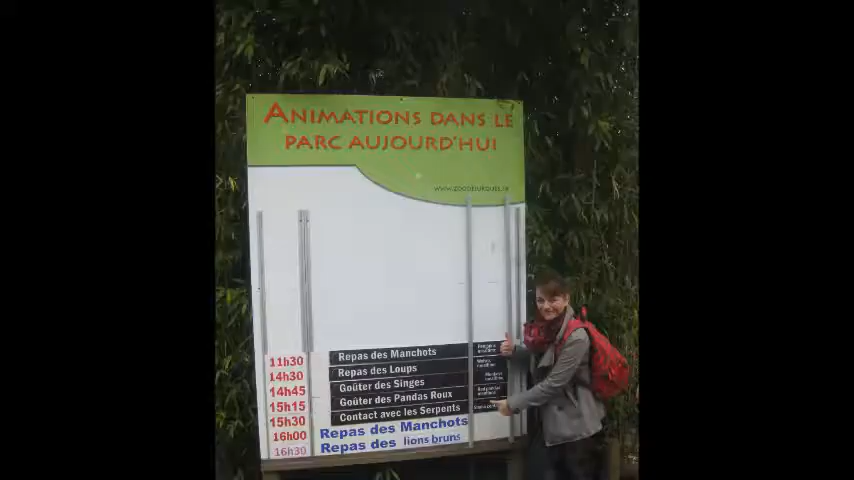 ANIMATIONS DANS LE
PARC AUJOURD'HUI
11h30 Repas des Manchots
14h30 Repas des Loups
14h45 Goûter des Singes
15h15 Goûter des Pandas Roux
15h30 Contact avec les Serpents
16h00 Repas des Manchots
16h30 Repas des lions bruns